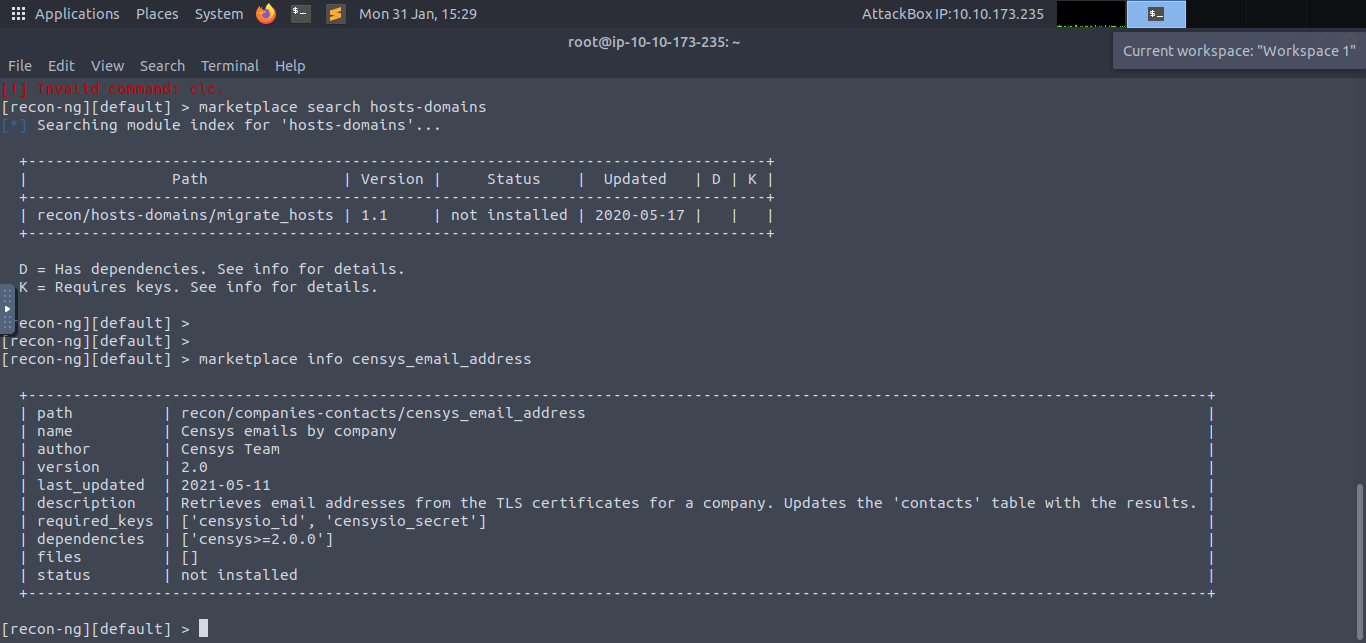 Applications Places System Mon 31 Jan, 15:29 AttackBox IP:10.10.173.235
root@ip-10-10-173-235: ~
Current workspace: "Workspace 1"
File Edit View Search Terminal Help
[!] Invalid command: clc.
[recon-ng][default] > marketplace search hosts-domains
[*] Searching module index for 'hosts-domains'...
+----------------------------------------------------------------------------------+
| Path | Version | Status | Updated | D | K |
+----------------------------------------------------------------------------------+
| recon/hosts-domains/migrate_hosts | 1.1 | not installed | 2020-05-17 | | |
+----------------------------------------------------------------------------------+
D = Has dependencies. See info for details.
K = Requires keys. See info for details.
recon-ng][default] >
[recon-ng][default] >
[recon-ng][default] > marketplace info censys_email_address
+------------------------------------------------------------------------------------------------------------------------------------+
| path | recon/companies-contacts/censys_email_address |
| name | Censys emails by company |
| author | Censys Team |
| version | 2.0 |
| last_updated | 2021-05-11 |
| description | Retrieves email addresses from the TLS certificates for a company. Updates the 'contacts' table with the results. |
| required_keys | ['censysio_id', 'censysio_secret'] |
| dependencies | ['censys>=2.0.0'] |
| files | [] |
| status | not installed |
+------------------------------------------------------------------------------------------------------------------------------------+
[recon-ng][default] >